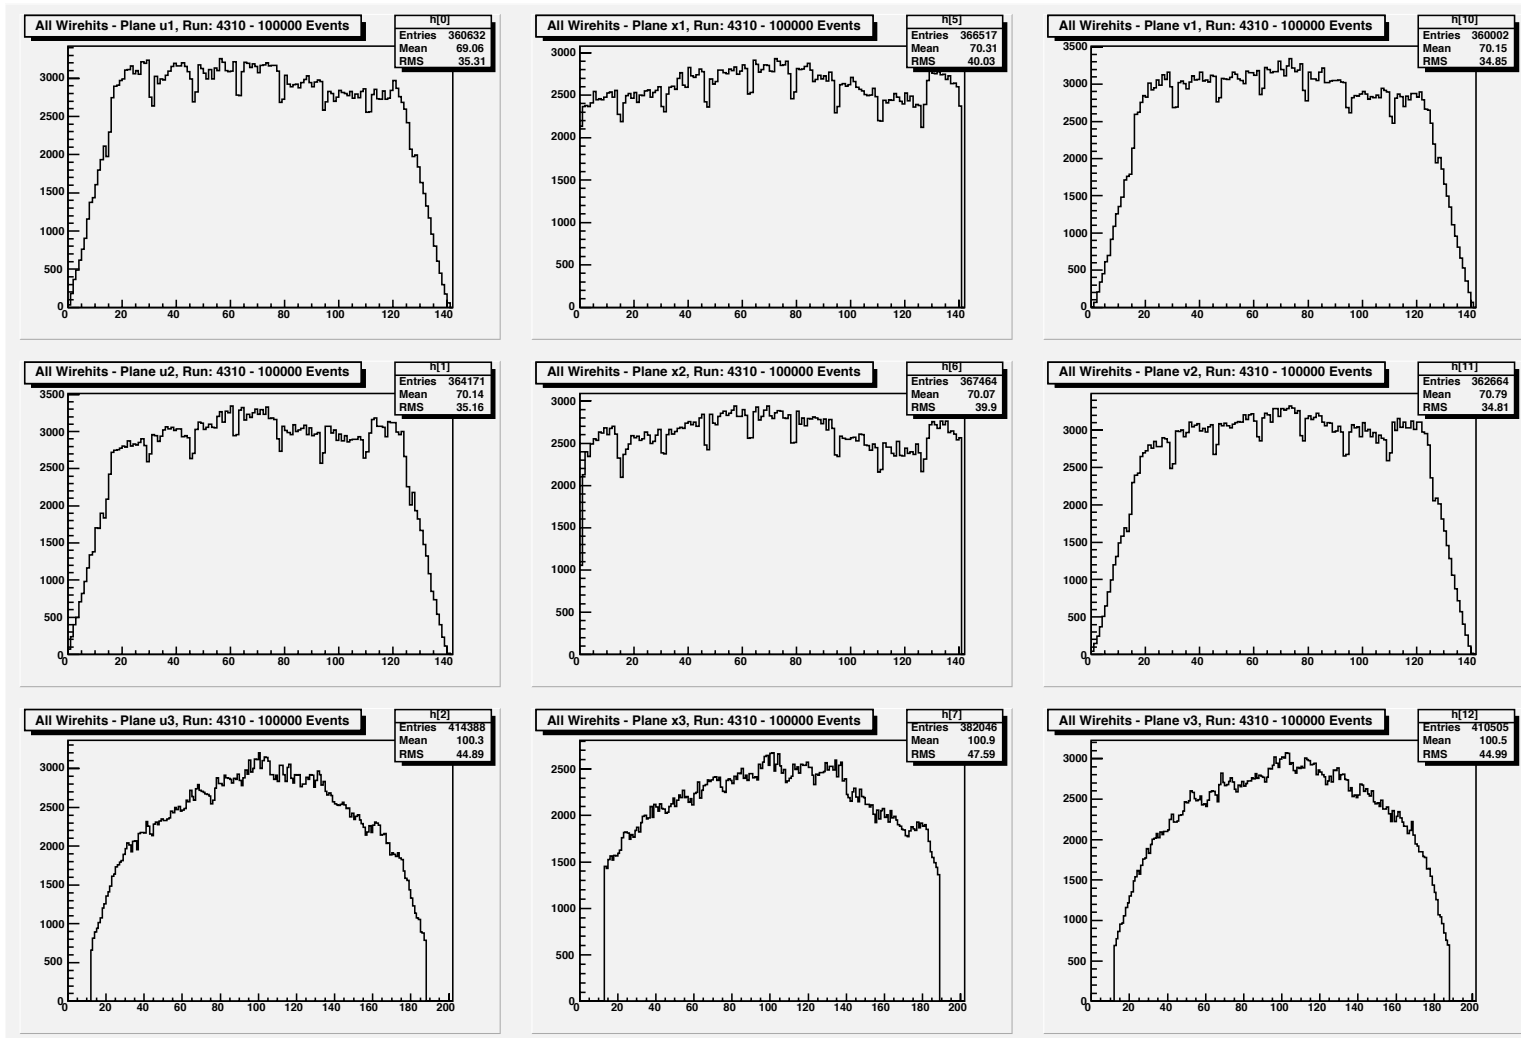 All Wirehits - Plane u1, Run: 4310 - 100000 Events
h[0]
Entries 360632
Mean 69.06
RMS 35.31
3000
2500
2000
1500
1000
500
0
0 20 40 60 80 100 120 140
All Wirehits - Plane x1, Run: 4310 - 100000 Events
h[5]
Entries 366517
Mean 70.31
RMS 40.03
3000
2500
2000
1500
1000
500
0
0 20 40 60 80 100 120 140
All Wirehits - Plane v1, Run: 4310 - 100000 Events
h[10]
Entries 360002
Mean 70.15
RMS 34.85
3500
3000
2500
2000
1500
1000
500
0
0 20 40 60 80 100 120 140
All Wirehits - Plane u2, Run: 4310 - 100000 Events
h[1]
Entries 364171
Mean 70.14
RMS 35.16
3500
3000
2500
2000
1500
1000
500
0
0 20 40 60 80 100 120 140
All Wirehits - Plane x2, Run: 4310 - 100000 Events
h[6]
Entries 367464
Mean 70.07
RMS 39.9
3000
2500
2000
1500
1000
500
0
0 20 40 60 80 100 120 140
All Wirehits - Plane v2, Run: 4310 - 100000 Events
h[11]
Entries 362664
Mean 70.79
RMS 34.81
3000
2500
2000
1500
1000
500
0
0 20 40 60 80 100 120 140
All Wirehits - Plane u3, Run: 4310 - 100000 Events
h[2]
Entries 414388
Mean 100.3
RMS 44.89
3000
2500
2000
1500
1000
500
0
0 20 40 60 80 100 120 140 160 180 200
All Wirehits - Plane x3, Run: 4310 - 100000 Events
h[7]
Entries 382046
Mean 100.9
RMS 47.59
2500
2000
1500
1000
500
0
0 20 40 60 80 100 120 140 160 180 200
All Wirehits - Plane v3, Run: 4310 - 100000 Events
h[12]
Entries 410505
Mean 100.5
RMS 44.99
3000
2500
2000
1500
1000
500
0
0 20 40 60 80 100 120 140 160 180 200